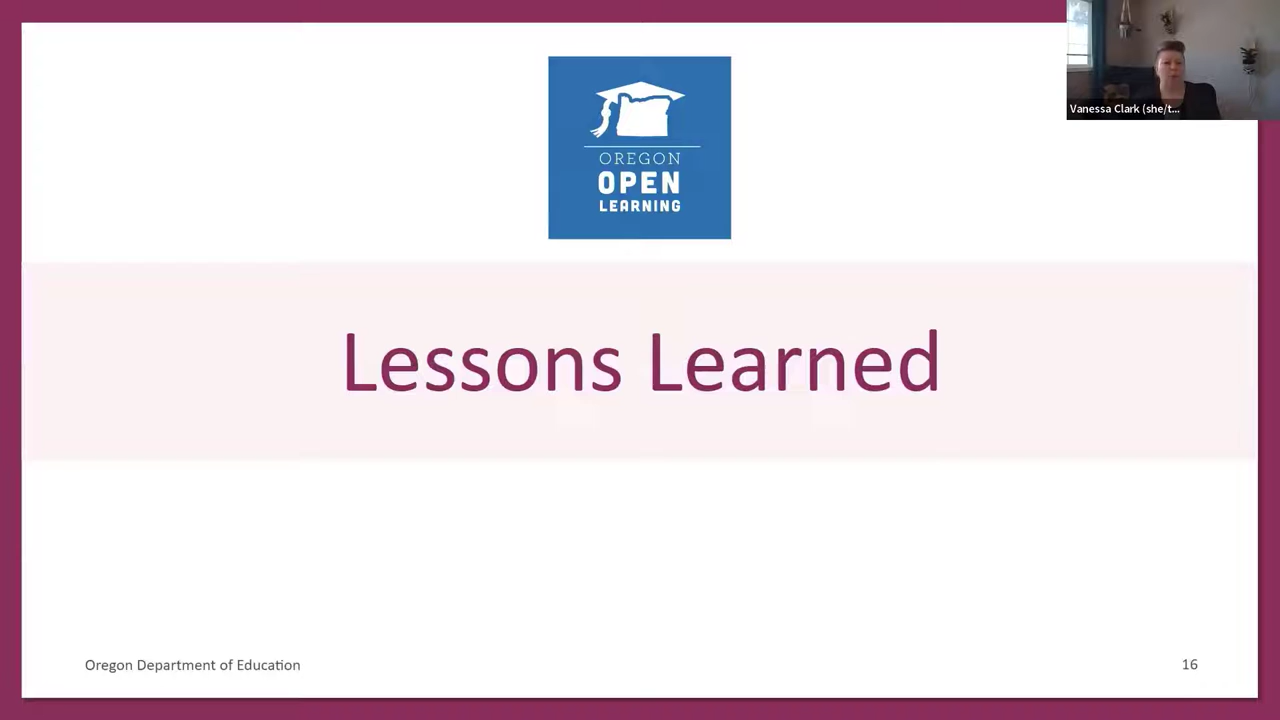 Vanessa Clark (she/t...
OREGON
OPEN
LEARNING
Lessons Learned
Oregon Department of Education
16